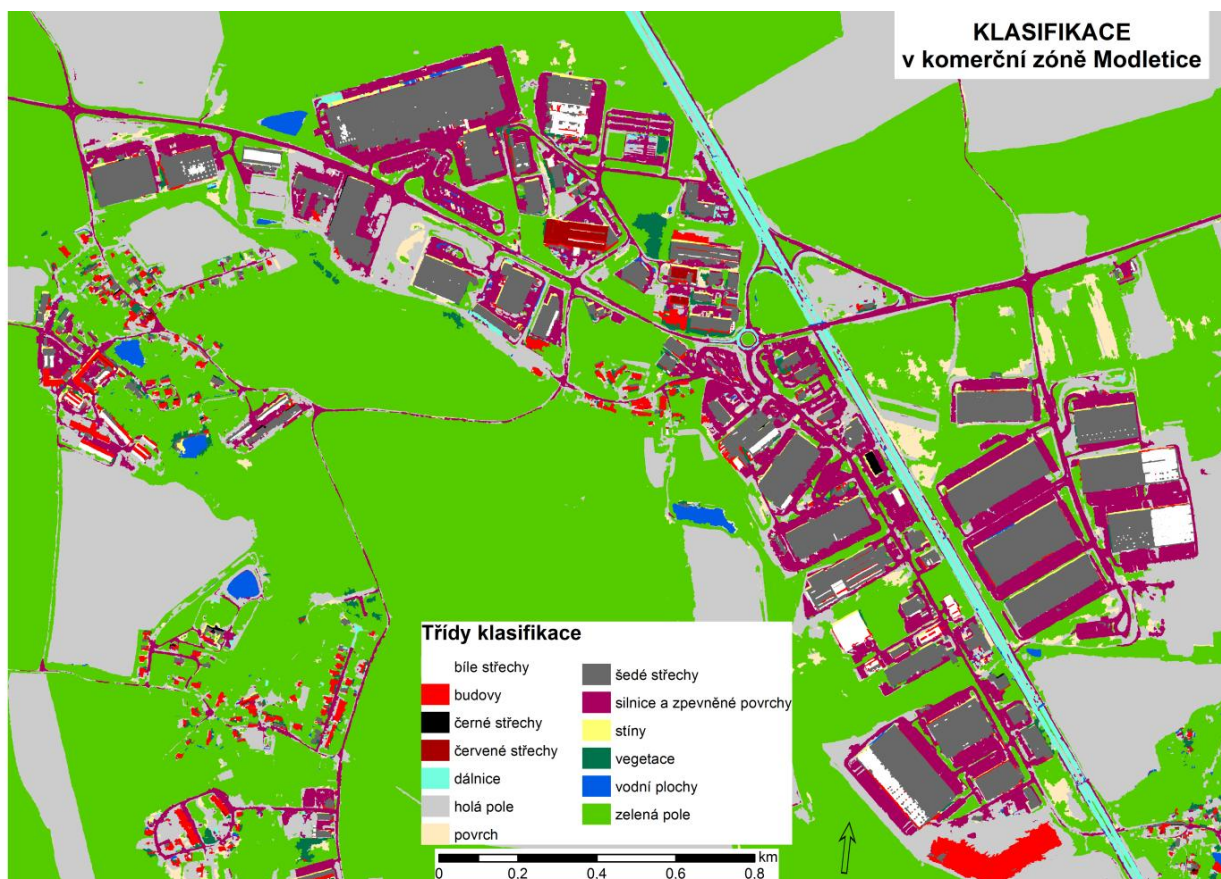 KLASIFIKACE
v komerční zóně Modletice
Třídy klasifikace
bíle střechy
budovy
černé střechy
červené střechy
dálnice
holá pole
povrch
šédé střechy
silnice a zpevněné povrchy
stíny
vegetace
vodní plochy
zelená pole
km
0 0,2 0,4 0,6 0,8